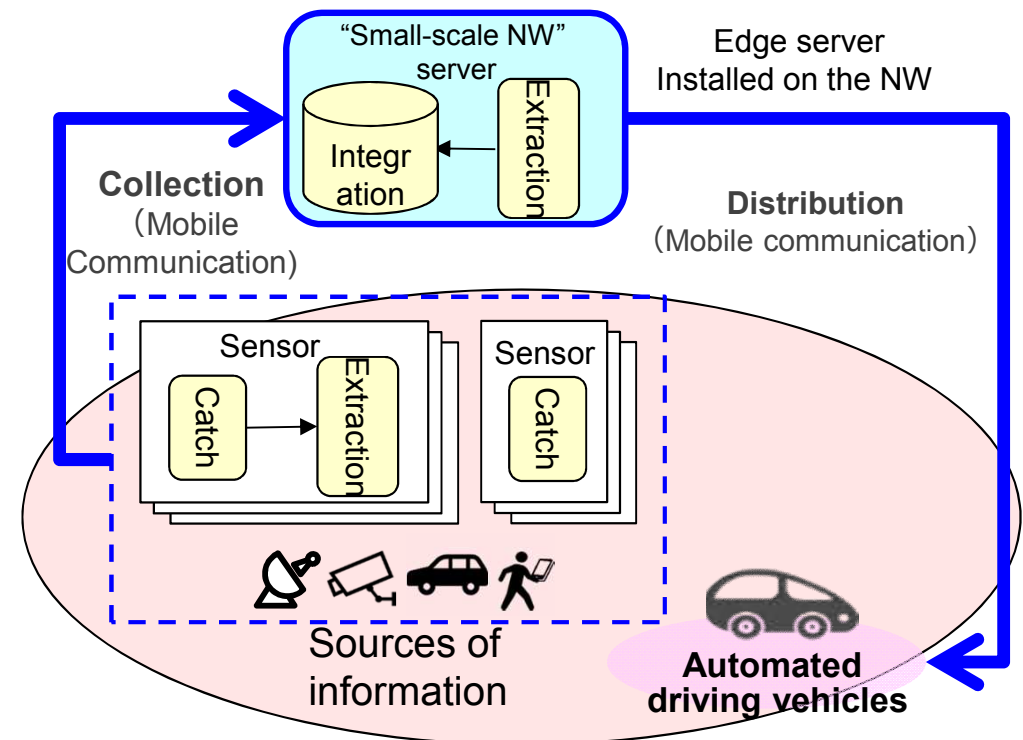 “Small-scale NW”
server
Integr
ation
Extraction
Edge server
Installed on the NW
Collection
（Mobile
Communication)
Distribution
（Mobile communication）
Sensor
Catch
Extraction
Sensor
Catch
Sources of
information
Automated
driving vehicles